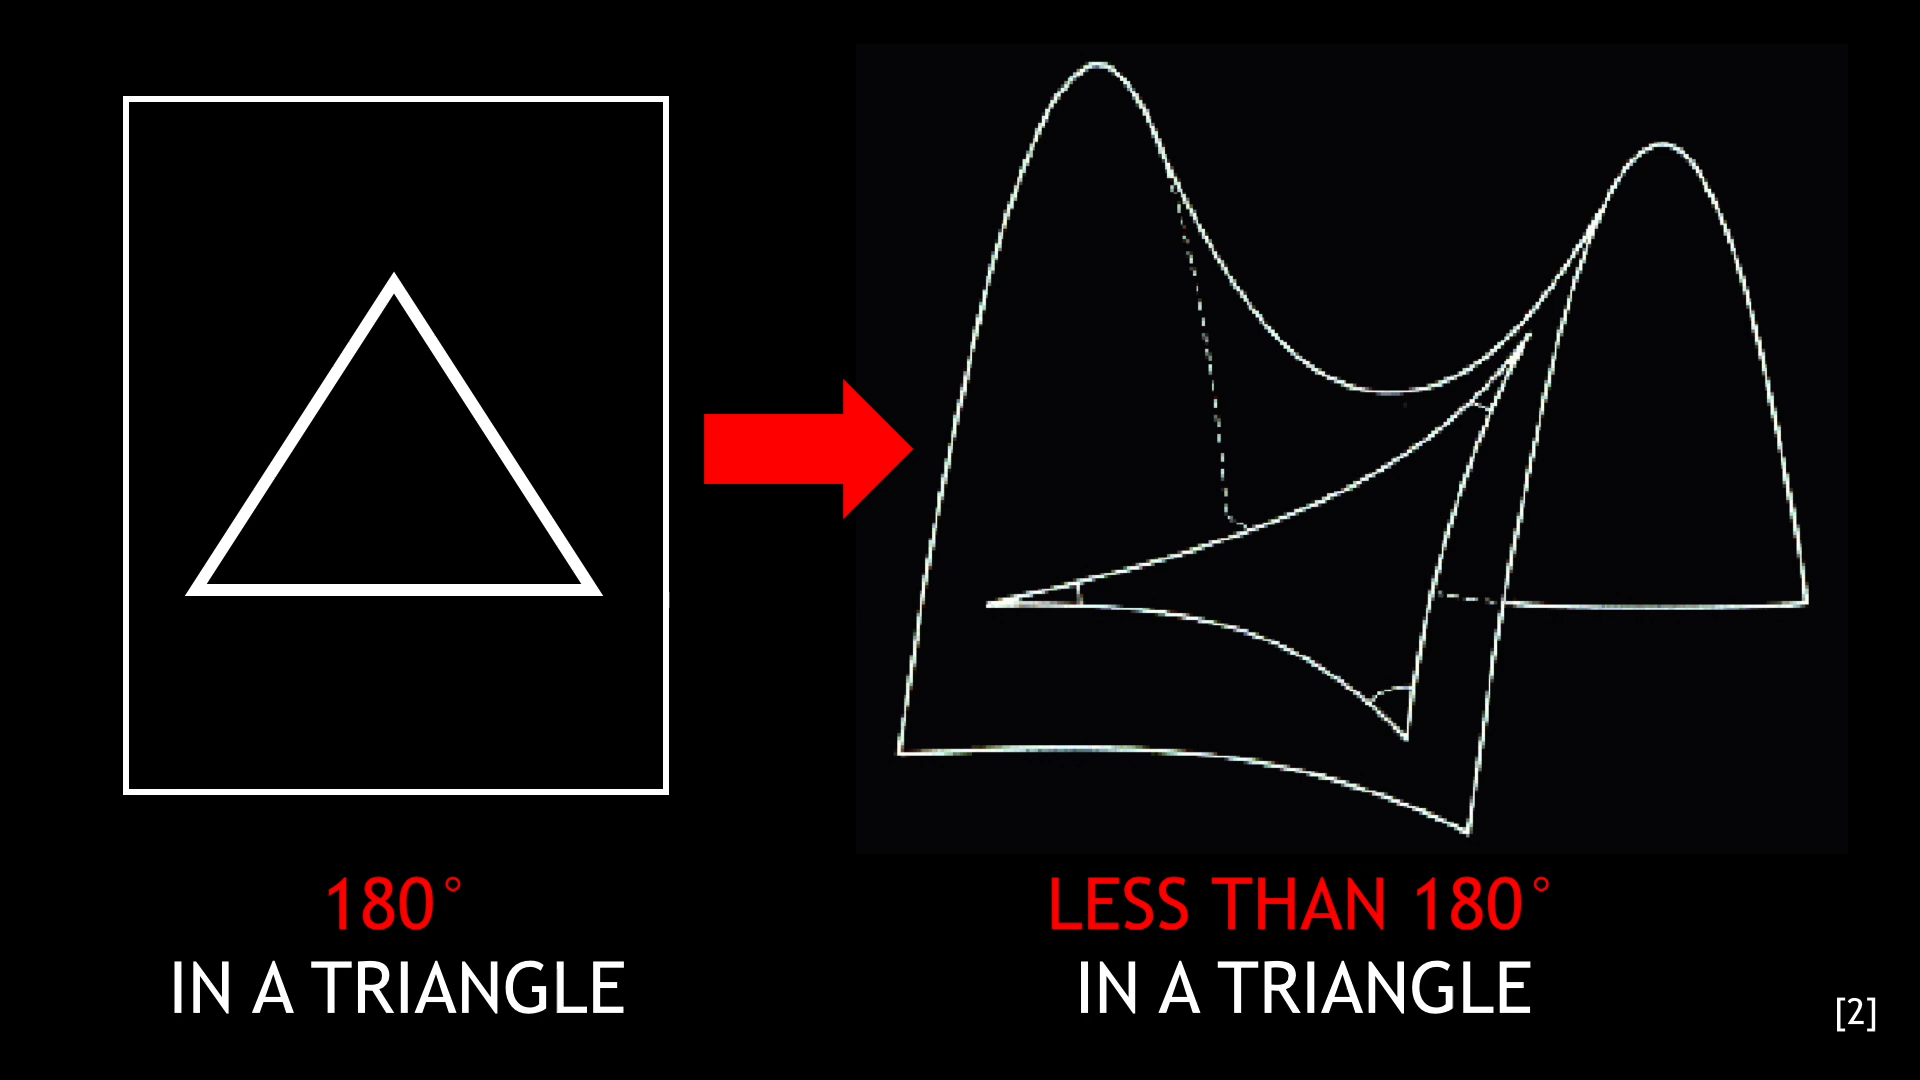 180°
IN A TRIANGLE
LESS THAN 180°
IN A TRIANGLE
[2]